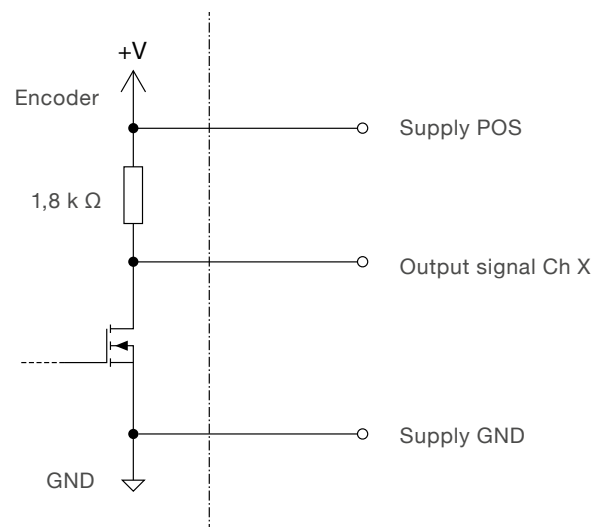 +V
Encoder
Supply POS
1,8 k Ω
Output signal Ch X
Supply GND
GND